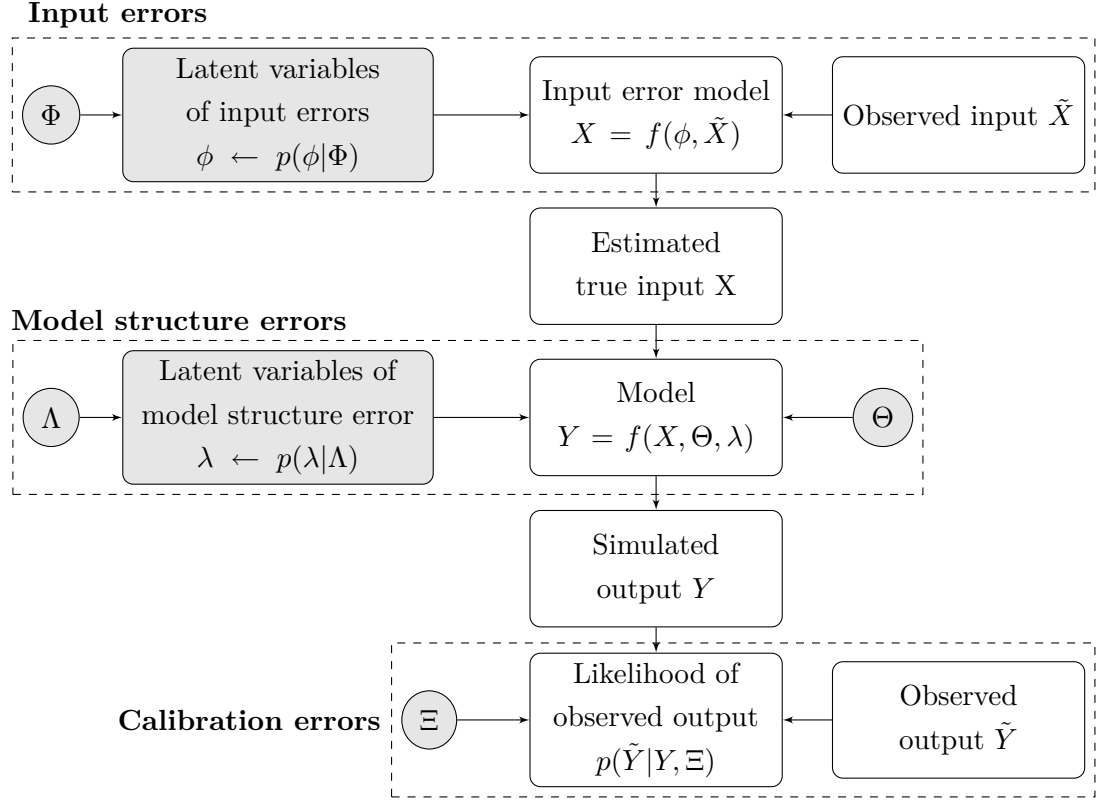 Input errors
Φ
Latent variables
of input errors
ϕ ← p(ϕ|Φ)
Input error model
X = f(ϕ, X̃)
Observed input X̃
Estimated
true input X
Model structure errors
Λ
Latent variables of
model structure error
λ ← p(λ|Λ)
Model
Y = f(X, Θ, λ)
Θ
Simulated
output Y
Calibration errors
Ξ
Likelihood of
observed output
p(Ỹ|Y, Ξ)
Observed
output Ỹ